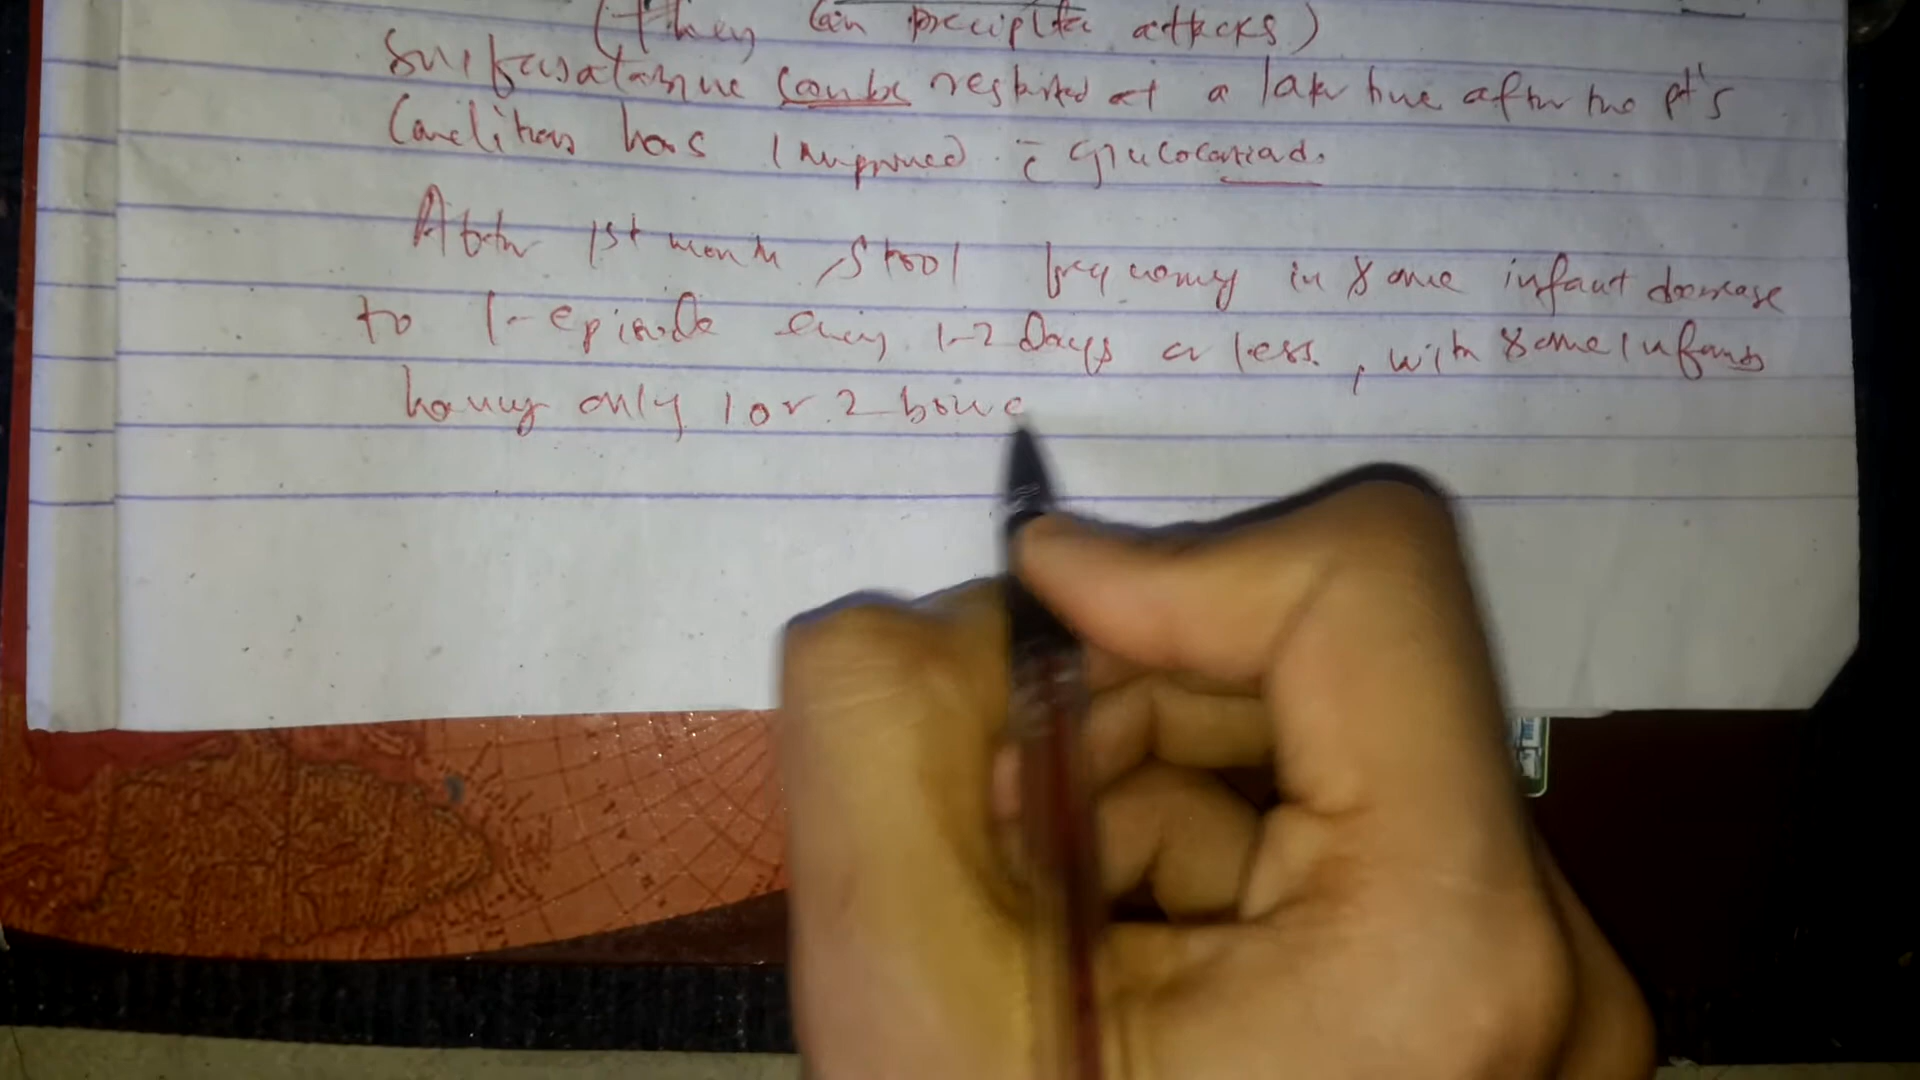 (They can precipitate attacks)
Sulfasalazine can be restarted at a later time after the pt's
Condition has improved c̄ Glucocorticoid.
After 1st month, stool frequency in some infant decrease
to 1-episode every 1-2 Days or less, with some infants
having only 1 or 2 bowe